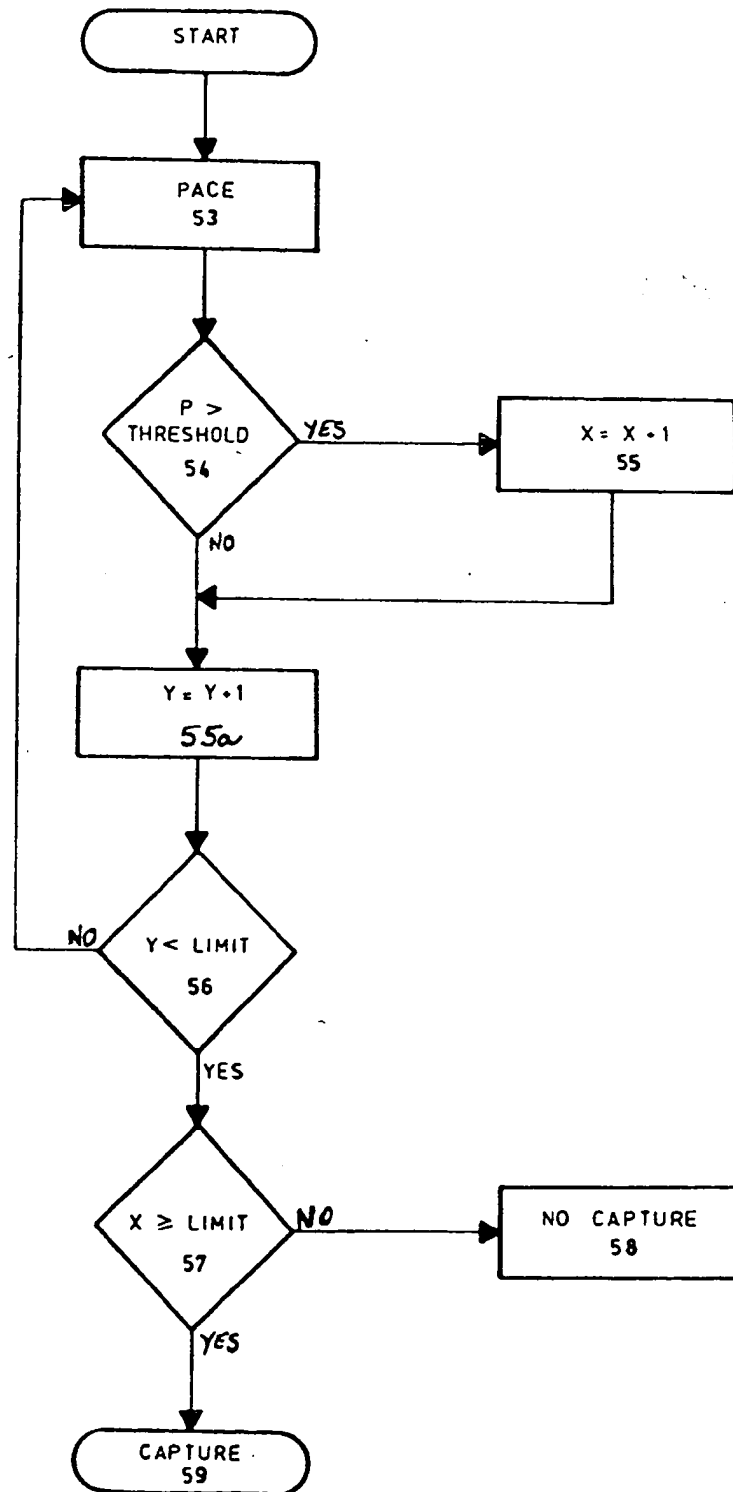 START
PACE
53
P >
THRESHOLD
54
YES
X = X + 1
55
NO
Y = Y + 1
55a
NO
Y < LIMIT
56
YES
X ≥ LIMIT
57
NO
NO CAPTURE
58
YES
CAPTURE
59